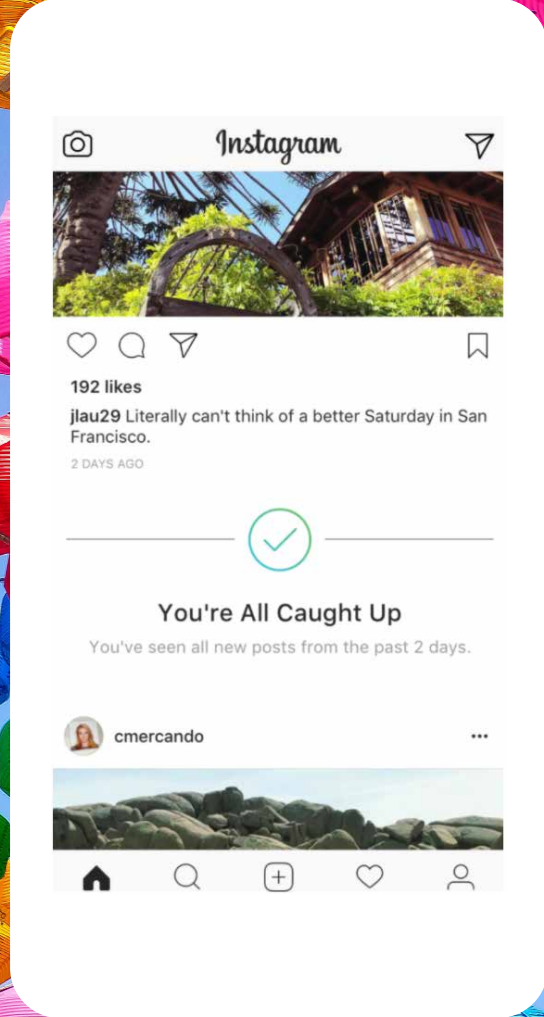 Instagram
192 likes
jlau29 Literally can't think of a better Saturday in San
Francisco.
2 DAYS AGO
You're All Caught Up
You've seen all new posts from the past 2 days.
cmercando